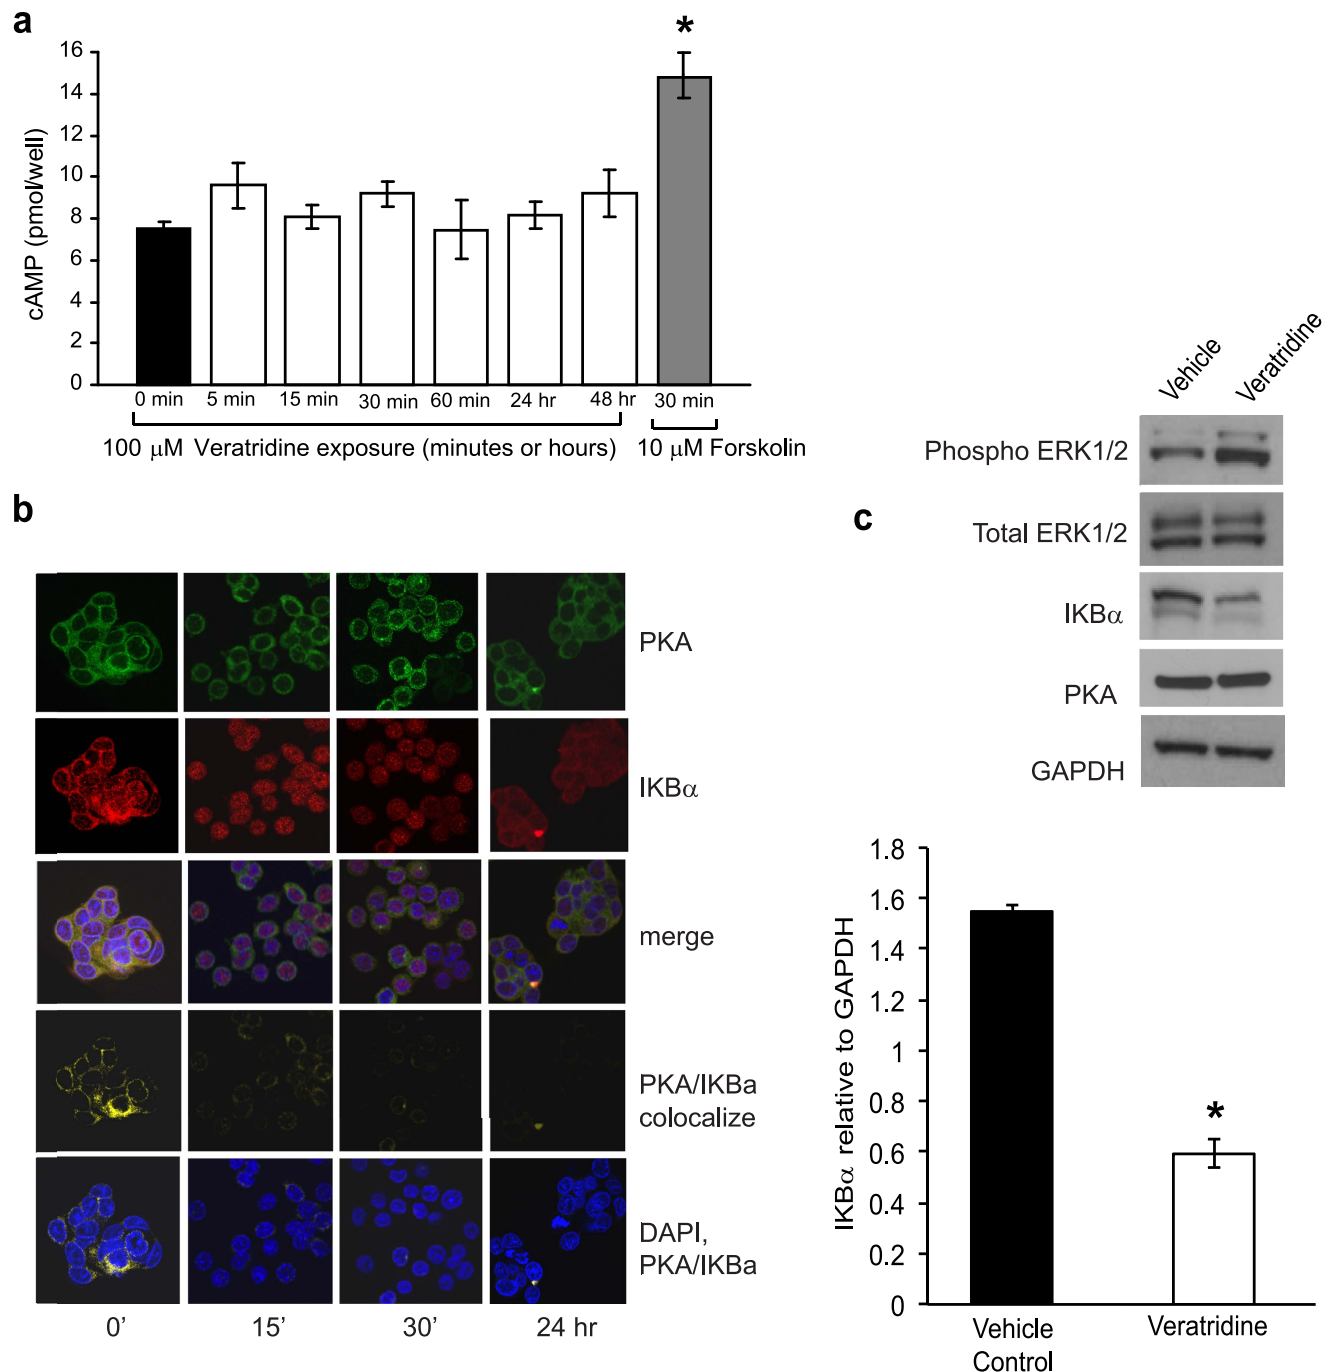 a
*
16
14
12
10
8
6
4
2
0
cAMP (pmol/well)
0 min 5 min 15 min 30 min 60 min 24 hr 48 hr 30 min
100 μM Veratridine exposure (minutes or hours) 10 μM Forskolin
b
PKA
IKBα
merge
PKA/IKBa
colocalize
DAPI,
PKA/IKBa
0' 15' 30' 24 hr
c
Vehicle Veratridine
Phospho ERK1/2
Total ERK1/2
IKBα
PKA
GAPDH
1.8
1.6
1.4
1.2
1
0.8
0.6
0.4
0.2
0
IKBα relative to GAPDH
*
Vehicle
Control
Veratridine